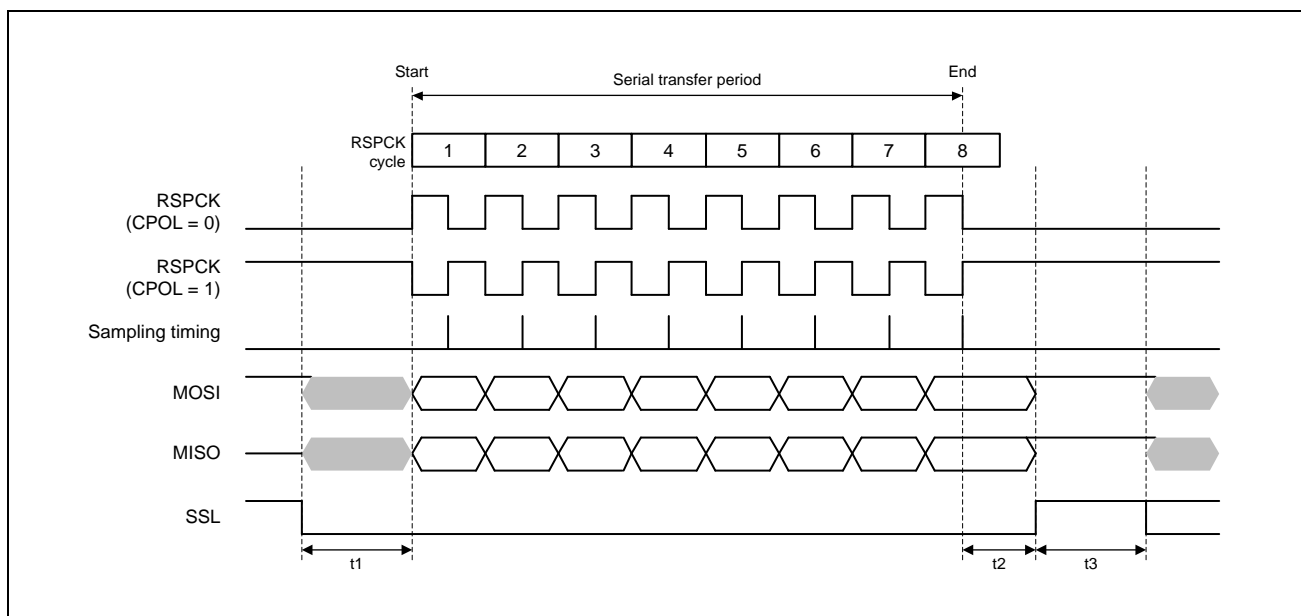 Start
End
Serial transfer period
RSPCK
cycle
1 2 3 4 5 6 7 8
RSPCK
(CPOL = 0)
RSPCK
(CPOL = 1)
Sampling timing
MOSI
MISO
SSL
t1
t2
t3